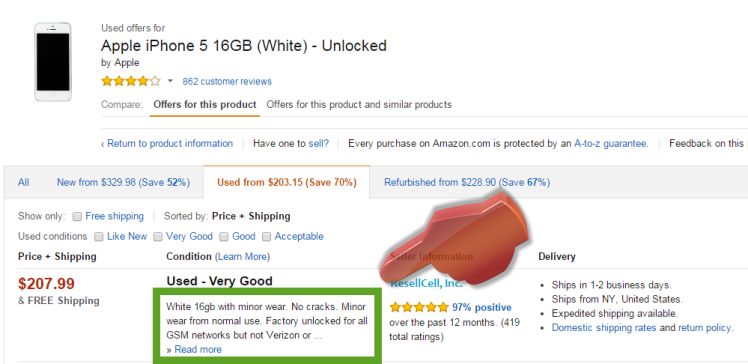 Used offers for
Apple iPhone 5 16GB (White) - Unlocked
by Apple
862 customer reviews
Compare: Offers for this product Offers for this product and similar products
‹ Return to product information Have one to sell? Every purchase on Amazon.com is protected by an A-to-z guarantee. Feedback on this
All New from $329.98 (Save 52%) Used from $203.15 (Save 70%) Refurbished from $228.90 (Save 67%)
Show only: Free shipping Sorted by: Price + Shipping
Used conditions Like New Very Good Good Acceptable
Price + Shipping Condition (Learn More) Seller Information Delivery
$207.99
& FREE Shipping
Used - Very Good
White 16gb with minor wear. No cracks. Minor
wear from normal use. Factory unlocked for all
GSM networks but not Verizon or ...
» Read more
ResellCell, Inc.
97% positive
over the past 12 months. (419
total ratings)
• Ships in 1-2 business days.
• Ships from NY, United States.
• Expedited shipping available.
• Domestic shipping rates and return policy.